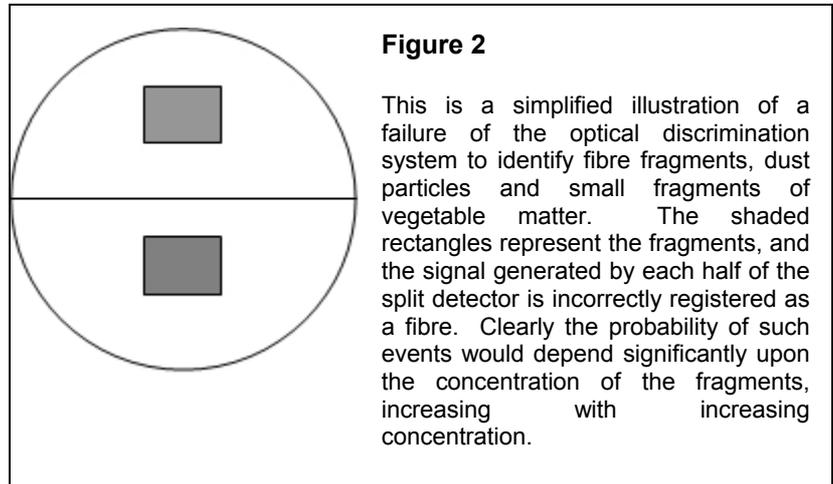 Figure 2
This is a simplified illustration of a
failure of the optical discrimination
system to identify fibre fragments, dust
particles and small fragments of
vegetable matter. The shaded
rectangles represent the fragments, and
the signal generated by each half of the
split detector is incorrectly registered as
a fibre. Clearly the probability of such
events would depend significantly upon
the concentration of the fragments,
increasing with increasing
concentration.